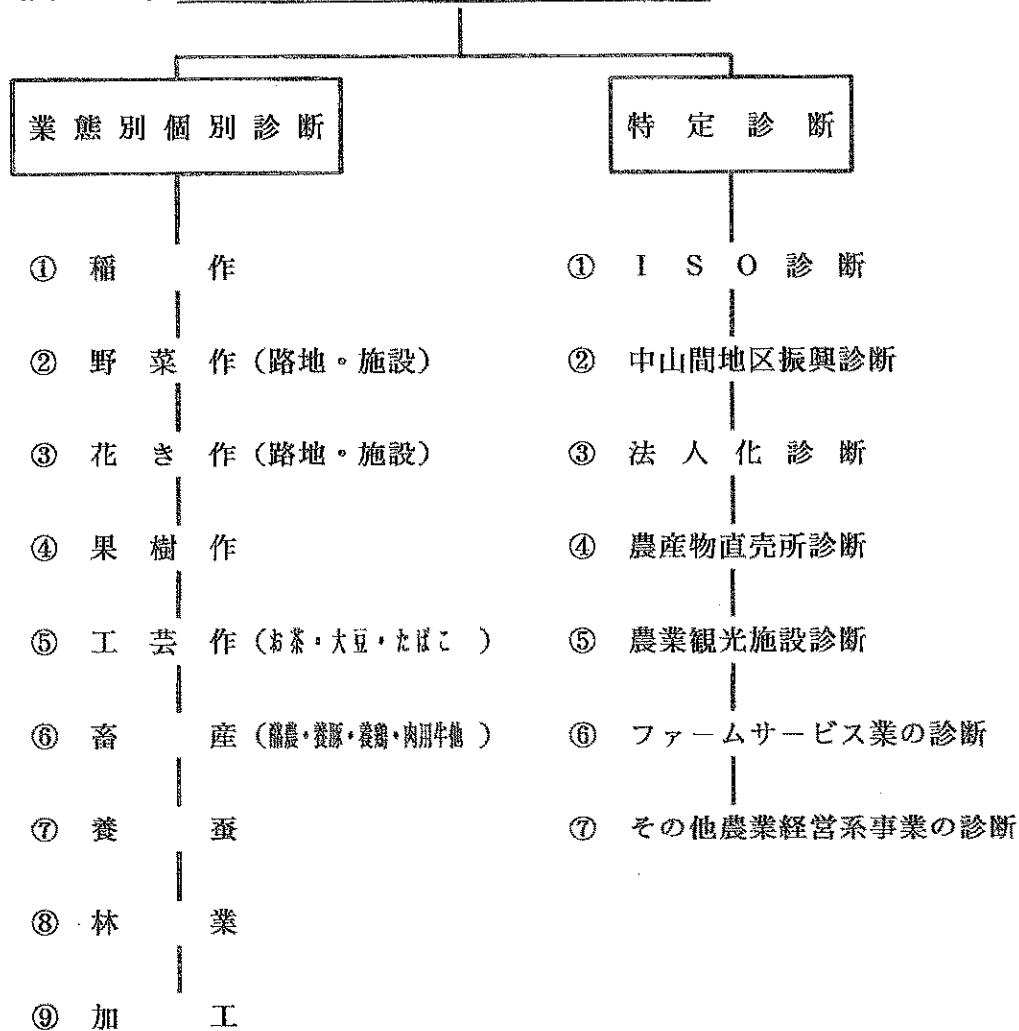 業態別個別診断
① 稲作
② 野菜作（路地・施設）
③ 花き作（路地・施設）
④ 果樹作
⑤ 工芸作（お茶・大豆・たばこ ）
⑥ 畜産（酪農・養豚・養鶏・肉用牛他 ）
⑦ 養蚕
⑧ 林業
⑨ 加工
特定診断
① ISO診断
② 中山間地区振興診断
③ 法人化診断
④ 農産物直売所診断
⑤ 農業観光施設診断
⑥ ファームサービス業の診断
⑦ その他農業経営系事業の診断